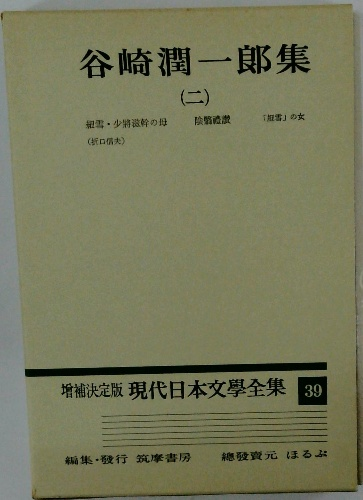 谷崎潤一郎集
(二)
細雪・少將滋幹の母　陰翳禮讚　「細雪」の女
(折口信夫)
増補決定版 現代日本文學全集 39
編集・發行 筑摩書房　總發賣元 ほるぷ